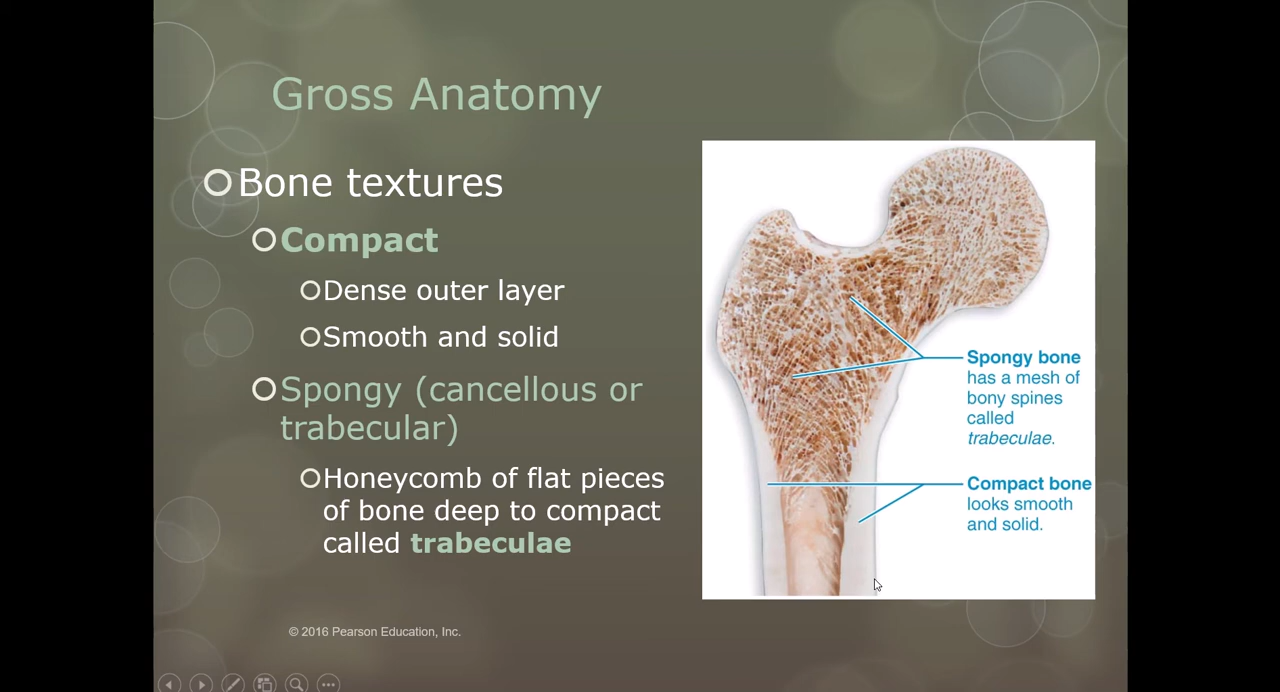 Gross Anatomy
Bone textures
Compact
Dense outer layer
Smooth and solid
Spongy (cancellous or
trabecular)
Honeycomb of flat pieces
of bone deep to compact
called trabeculae
Spongy bone
has a mesh of
bony spines
called
trabeculae.
Compact bone
looks smooth
and solid.
© 2016 Pearson Education, Inc.